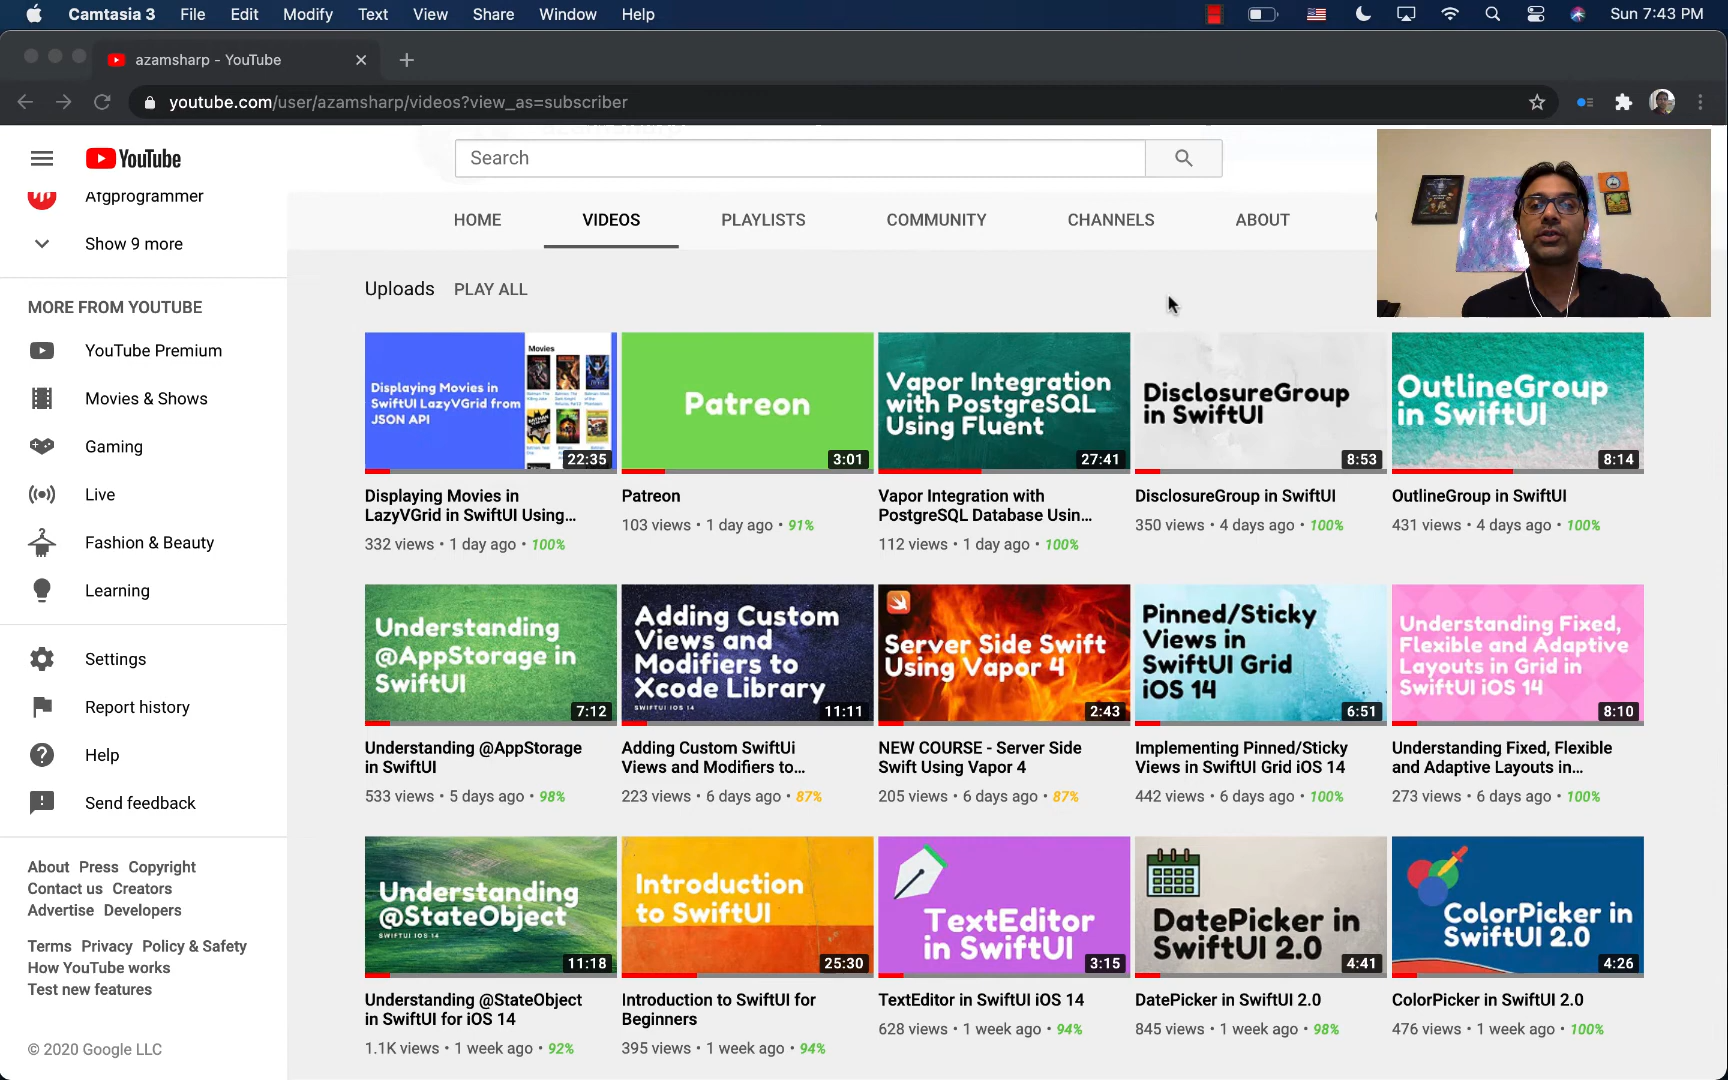 Camtasia 3 File Edit Modify Text View Share Window Help Sun 7:43 PM
azamsharp - YouTube
youtube.com/user/azamsharp/videos?view_as=subscriber
YouTube
Search
Afgprogrammer
Show 9 more
HOME VIDEOS PLAYLISTS COMMUNITY CHANNELS ABOUT
MORE FROM YOUTUBE
YouTube Premium
Movies & Shows
Gaming
Live
Fashion & Beauty
Learning
Settings
Report history
Help
Send feedback
About Press Copyright
Contact us Creators
Advertise Developers
Terms Privacy Policy & Safety
How YouTube works
Test new features
© 2020 Google LLC
Uploads PLAY ALL
Displaying Movies in
SwiftUI LazyVGrid from
JSON API
Movies
22:35
Displaying Movies in
LazyVGrid in SwiftUI Using...
332 views • 1 day ago • 100%
Patreon
3:01
Patreon
103 views • 1 day ago • 91%
Vapor Integration
with PostgreSQL
Using Fluent
27:41
Vapor Integration with
PostgreSQL Database Usin...
112 views • 1 day ago • 100%
DisclosureGroup
in SwiftUI
8:53
DisclosureGroup in SwiftUI
350 views • 4 days ago • 100%
OutlineGroup
in SwiftUI
8:14
OutlineGroup in SwiftUI
431 views • 4 days ago • 100%
Understanding
@AppStorage in
SwiftUI
7:12
Understanding @AppStorage
in SwiftUI
533 views • 5 days ago • 98%
Adding Custom
Views and
Modifiers to
Xcode Library
SWIFTUI IOS 14
11:11
Adding Custom SwiftUi
Views and Modifiers to...
223 views • 6 days ago • 87%
Server Side Swift
Using Vapor 4
2:43
NEW COURSE - Server Side
Swift Using Vapor 4
205 views • 6 days ago • 87%
Pinned/Sticky
Views in
SwiftUI Grid
iOS 14
6:51
Implementing Pinned/Sticky
Views in SwiftUI Grid iOS 14
442 views • 6 days ago • 100%
Understanding Fixed,
Flexible and Adaptive
Layouts in Grid in
SwiftUI iOS 14
8:10
Understanding Fixed, Flexible
and Adaptive Layouts in...
273 views • 6 days ago • 100%
Understanding
@StateObject
SWIFTUI IOS 14
11:18
Understanding @StateObject
in SwiftUI for iOS 14
1.1K views • 1 week ago • 92%
Introduction
to SwiftUI
25:30
Introduction to SwiftUI for
Beginners
395 views • 1 week ago • 94%
TextEditor
in SwiftUI
3:15
TextEditor in SwiftUI iOS 14
628 views • 1 week ago • 94%
DatePicker in
SwiftUI 2.0
4:41
DatePicker in SwiftUI 2.0
845 views • 1 week ago • 98%
ColorPicker in
SwiftUI 2.0
4:26
ColorPicker in SwiftUI 2.0
476 views • 1 week ago • 100%